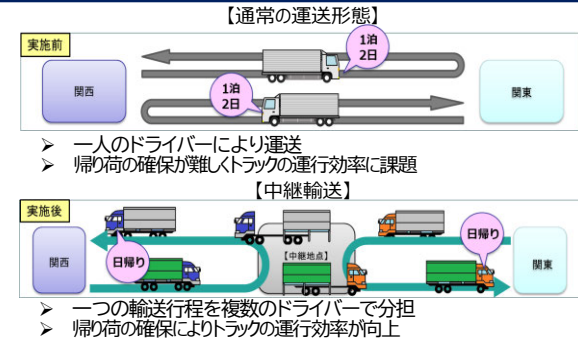 【通常の運送形態】
実施前
1泊
2日
関西
1泊
2日
関東
➢ 一人のドライバーにより運送
➢ 帰り荷の確保が難しくトラックの運行効率に課題
【中継輸送】
実施後
関西
日帰り
【中継地点】
日帰り
関東
➢ 一つの輸送行程を複数のドライバーで分担
➢ 帰り荷の確保によりトラックの運行効率が向上